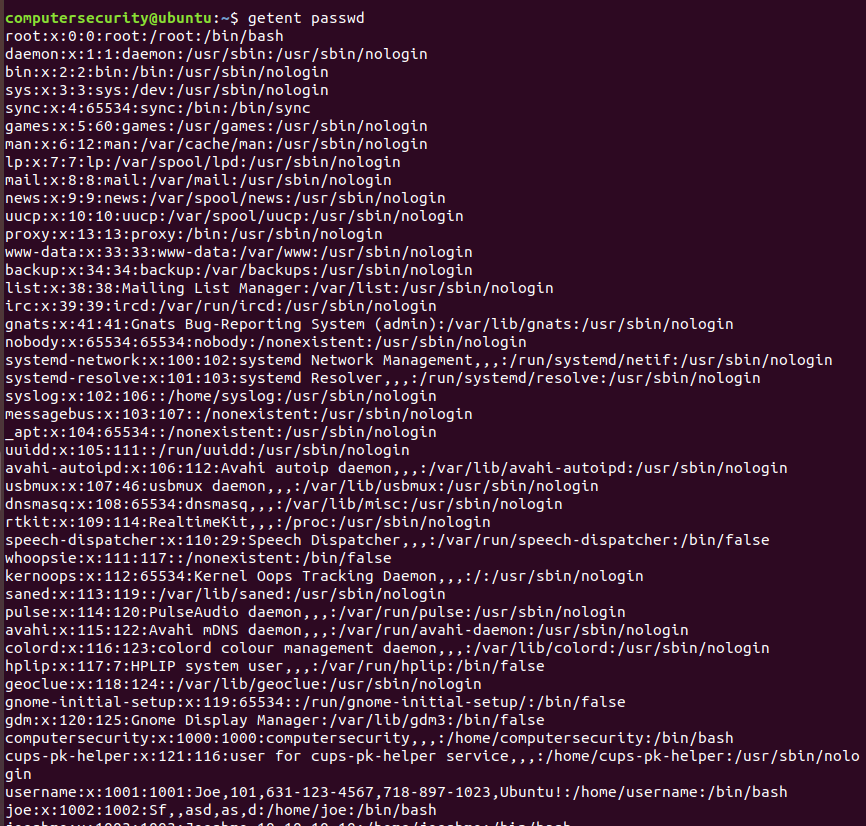 computersecurity@ubuntu:~$ getent passwd
root:x:0:0:root:/root:/bin/bash
daemon:x:1:1:daemon:/usr/sbin:/usr/sbin/nologin
bin:x:2:2:bin:/bin:/usr/sbin/nologin
sys:x:3:3:sys:/dev:/usr/sbin/nologin
sync:x:4:65534:sync:/bin:/bin/sync
games:x:5:60:games:/usr/games:/usr/sbin/nologin
man:x:6:12:man:/var/cache/man:/usr/sbin/nologin
lp:x:7:7:lp:/var/spool/lpd:/usr/sbin/nologin
mail:x:8:8:mail:/var/mail:/usr/sbin/nologin
news:x:9:9:news:/var/spool/news:/usr/sbin/nologin
uucp:x:10:10:uucp:/var/spool/uucp:/usr/sbin/nologin
proxy:x:13:13:proxy:/bin:/usr/sbin/nologin
www-data:x:33:33:www-data:/var/www:/usr/sbin/nologin
backup:x:34:34:backup:/var/backups:/usr/sbin/nologin
list:x:38:38:Mailing List Manager:/var/list:/usr/sbin/nologin
irc:x:39:39:ircd:/var/run/ircd:/usr/sbin/nologin
gnats:x:41:41:Gnats Bug-Reporting System (admin):/var/lib/gnats:/usr/sbin/nologin
nobody:x:65534:65534:nobody:/nonexistent:/usr/sbin/nologin
systemd-network:x:100:102:systemd Network Management,,,:/run/systemd/netif:/usr/sbin/nologin
systemd-resolve:x:101:103:systemd Resolver,,,:/run/systemd/resolve:/usr/sbin/nologin
syslog:x:102:106::/home/syslog:/usr/sbin/nologin
messagebus:x:103:107::/nonexistent:/usr/sbin/nologin
_apt:x:104:65534::/nonexistent:/usr/sbin/nologin
uuidd:x:105:111::/run/uuidd:/usr/sbin/nologin
avahi-autoipd:x:106:112:Avahi autoip daemon,,,:/var/lib/avahi-autoipd:/usr/sbin/nologin
usbmux:x:107:46:usbmux daemon,,,:/var/lib/usbmux:/usr/sbin/nologin
dnsmasq:x:108:65534:dnsmasq,,,:/var/lib/misc:/usr/sbin/nologin
rtkit:x:109:114:RealtimeKit,,,:/proc:/usr/sbin/nologin
speech-dispatcher:x:110:29:Speech Dispatcher,,,:/var/run/speech-dispatcher:/bin/false
whoopsie:x:111:117::/nonexistent:/bin/false
kernoops:x:112:65534:Kernel Oops Tracking Daemon,,,:/:/usr/sbin/nologin
saned:x:113:119::/var/lib/saned:/usr/sbin/nologin
pulse:x:114:120:PulseAudio daemon,,,:/var/run/pulse:/usr/sbin/nologin
avahi:x:115:122:Avahi mDNS daemon,,,:/var/run/avahi-daemon:/usr/sbin/nologin
colord:x:116:123:colord colour management daemon,,,:/var/lib/colord:/usr/sbin/nologin
hplip:x:117:7:HPLIP system user,,,:/var/run/hplip:/bin/false
geoclue:x:118:124::/var/lib/geoclue:/usr/sbin/nologin
gnome-initial-setup:x:119:65534::/run/gnome-initial-setup/:/bin/false
gdm:x:120:125:Gnome Display Manager:/var/lib/gdm3:/bin/false
computersecurity:x:1000:1000:computersecurity,,,:/home/computersecurity:/bin/bash
cups-pk-helper:x:121:116:user for cups-pk-helper service,,,:/home/cups-pk-helper:/usr/sbin/nolo
gin
username:x:1001:1001:Joe,101,631-123-4567,718-897-1023,Ubuntu!:/home/username:/bin/bash
joe:x:1002:1002:Sf,,asd,as,d:/home/joe:/bin/bash